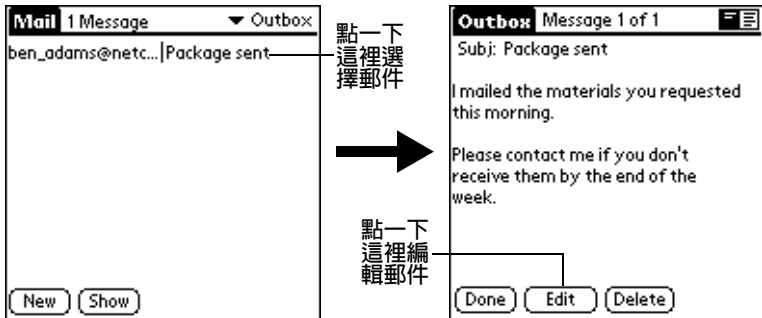 Mail 1 Message Outbox
ben_adams@netc...|Package sent
New Show
點一下
這裡選
擇郵件
點一下
這裡編
輯郵件
Outbox Message 1 of 1
Subj: Package sent
I mailed the materials you requested
this morning.
Please contact me if you don't
receive them by the end of the
week.
Done Edit Delete